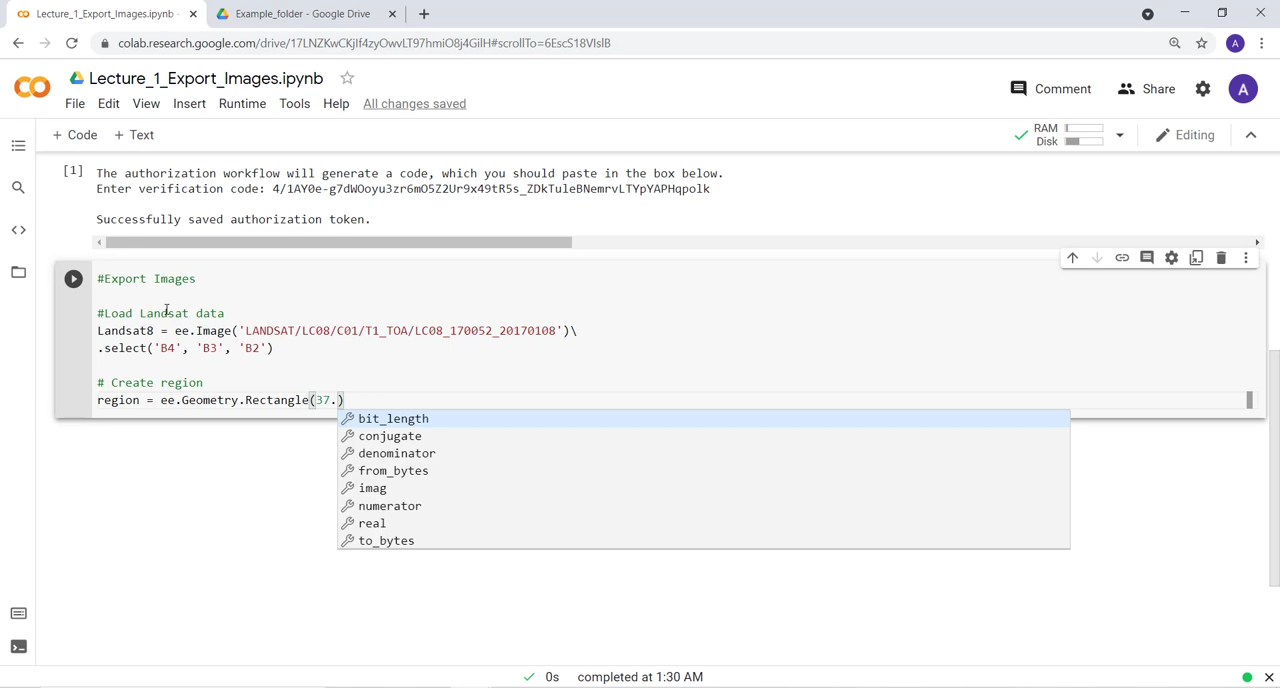 Lecture_1_Export_Images.ipynb -
Example_folder - Google Drive
colab.research.google.com/drive/17LNZKwCKjIf4zyOwvLT97hmiO8j4GilH#scrollTo=6EscS18VIslB
A
Lecture_1_Export_Images.ipynb
File Edit View Insert Runtime Tools Help All changes saved
Comment
Share
A
+ Code + Text
RAM
Disk
Editing
[1] The authorization workflow will generate a code, which you should paste in the box below.
Enter verification code: 4/1AY0e-g7dWOoyu3zr6mO5Z2Ur9x49tR5s_ZDkTuleBNemrvLTYpYAPHqpolk
Successfully saved authorization token.
#Export Images
#Load Landsat data
Landsat8 = ee.Image('LANDSAT/LC08/C01/T1_TOA/LC08_170052_20170108')\
.select('B4', 'B3', 'B2')
# Create region
region = ee.Geometry.Rectangle(37.)
bit_length
conjugate
denominator
from_bytes
imag
numerator
real
to_bytes
0s completed at 1:30 AM